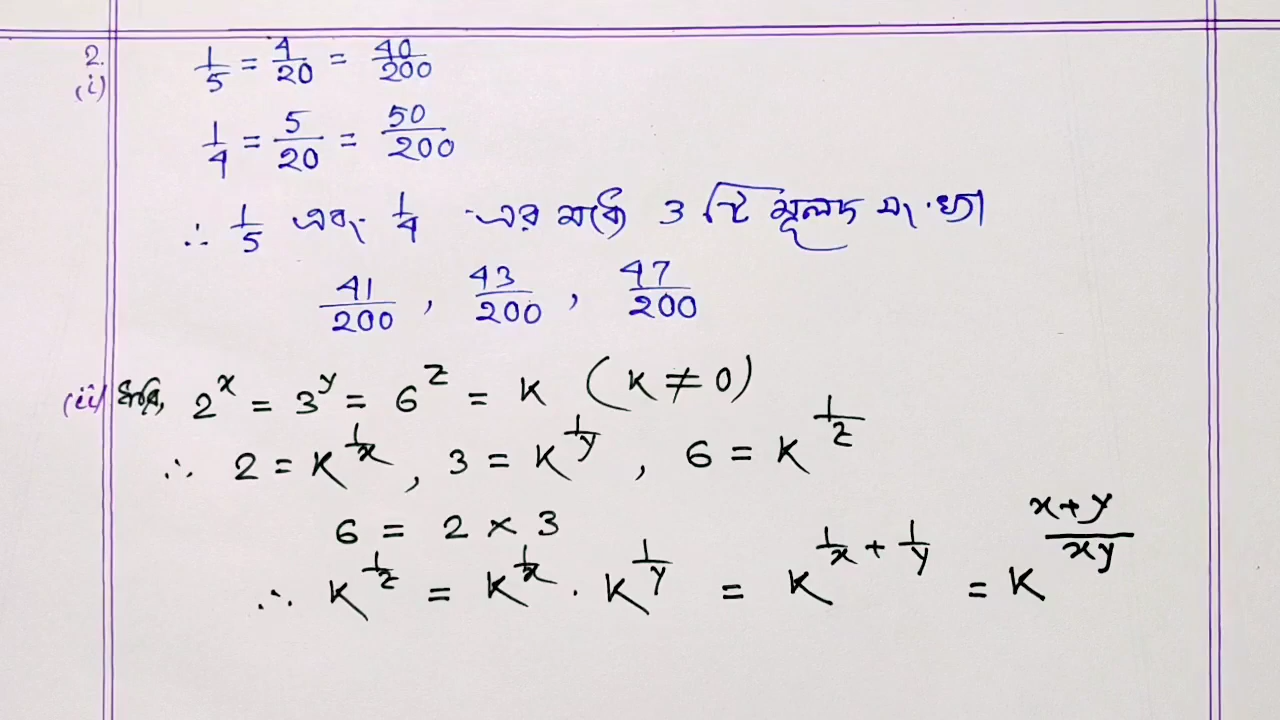 2.
(i) 1/5 = 4/20 = 40/200
1/4 = 5/20 = 50/200
∴ 1/5 এবং 1/4 -এর মধ্যে 3 টি মূলদ সংখ্যা
41/200 , 43/200 , 47/200
(ii) ধরি, 2^x = 3^y = 6^z = K (K ≠ 0)
∴ 2 = K^(1/x) , 3 = K^(1/y) , 6 = K^(1/z)
6 = 2 × 3
∴ K^(1/z) = K^(1/x) . K^(1/y) = K^(1/x + 1/y) = K^((x+y)/xy)